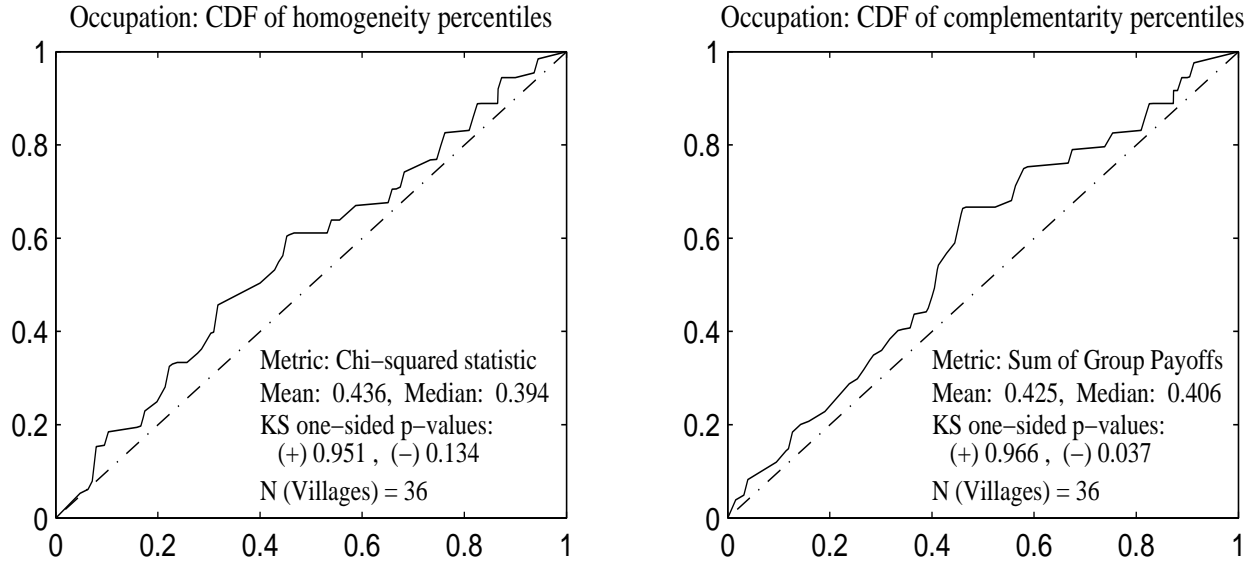 Occupation: CDF of homogeneity percentiles
1
0.8
0.6
0.4
0.2
0
0
0.2
0.4
0.6
0.8
1
Metric: Chi−squared statistic
Mean: 0.436, Median: 0.394
KS one−sided p−values:
(+) 0.951 , (−) 0.134
N (Villages) = 36
Occupation: CDF of complementarity percentiles
1
0.8
0.6
0.4
0.2
0
0
0.2
0.4
0.6
0.8
1
Metric: Sum of Group Payoffs
Mean: 0.425, Median: 0.406
KS one−sided p−values:
(+) 0.966 , (−) 0.037
N (Villages) = 36